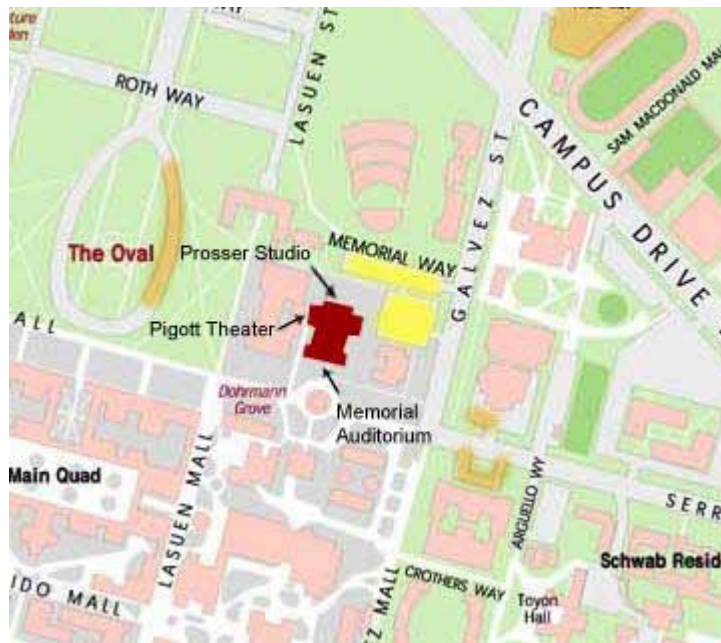 ROTH WAY
LASUEN ST
CAMPUS DRIVE
SAM MACDONALD MA
GALVEZ ST
The Oval
Prosser Studio
MEMORIAL WAY
Pigott Theater
ALL
Dohrmann
Grove
Memorial
Auditorium
Main Quad
LASUEN MALL
ARGUELLO WY
SERR
Schwab Resid
IDO MALL
Z MALL
CROTHERS WAY
Toyon
Hall